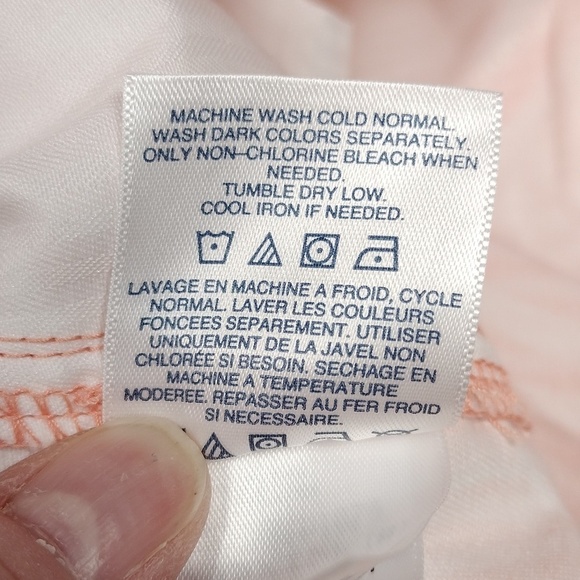 MACHINE WASH COLD NORMAL.
WASH DARK COLORS SEPARATELY.
ONLY NON-CHLORINE BLEACH WHEN
NEEDED.
TUMBLE DRY LOW.
COOL IRON IF NEEDED.
LAVAGE EN MACHINE A FROID, CYCLE
NORMAL. LAVER LES COULEURS
FONCEES SEPAREMENT. UTILISER
UNIQUEMENT DE LA JAVEL NON
CHLORÉE SI BESOIN. SECHAGE EN
MACHINE A TEMPERATURE
MODEREE. REPASSER AU FER FROID
SI NECESSAIRE.